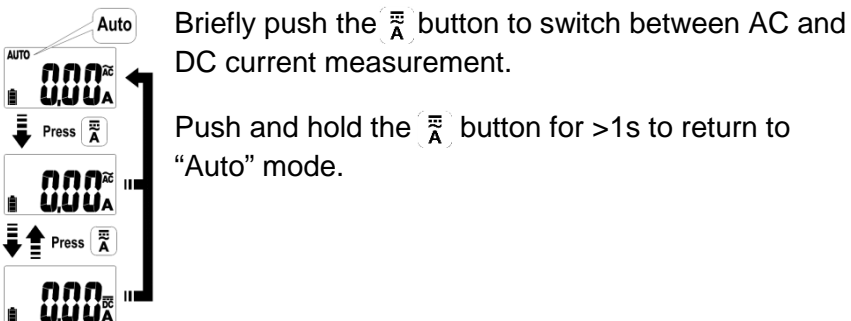 Auto
AUTO
0.00 AC A
Press A
0.00 AC A
Press A
0.00 DC A
Briefly push the A button to switch between AC and
DC current measurement.
Push and hold the A button for >1s to return to
“Auto” mode.